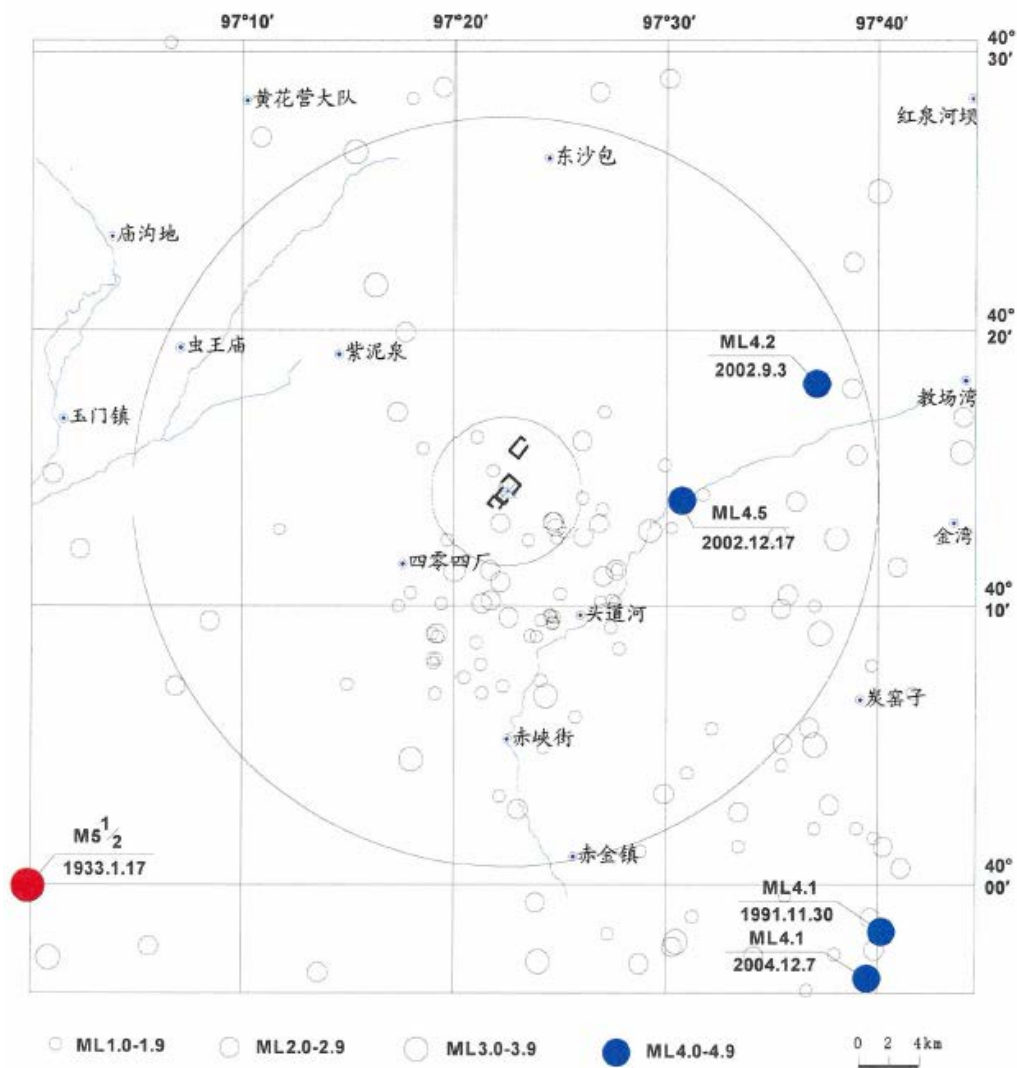 97°10′ 97°20′ 97°30′ 97°40′
40°
30′
黄花营大队
红泉河坝
东沙包
庙沟地
40°
20′
虫王庙
紫泥泉
ML4.2
2002.9.3
教场湾
玉门镇
ML4.5
2002.12.17
金湾
四零四厂
40°
10′
头道河
炭窑子
赤峡街
M5 1/2
1933.1.17
赤金镇
40°
00′
ML4.1
1991.11.30
ML4.1
2004.12.7
ML1.0-1.9 ML2.0-2.9 ML3.0-3.9 ML4.0-4.9
0 2 4km